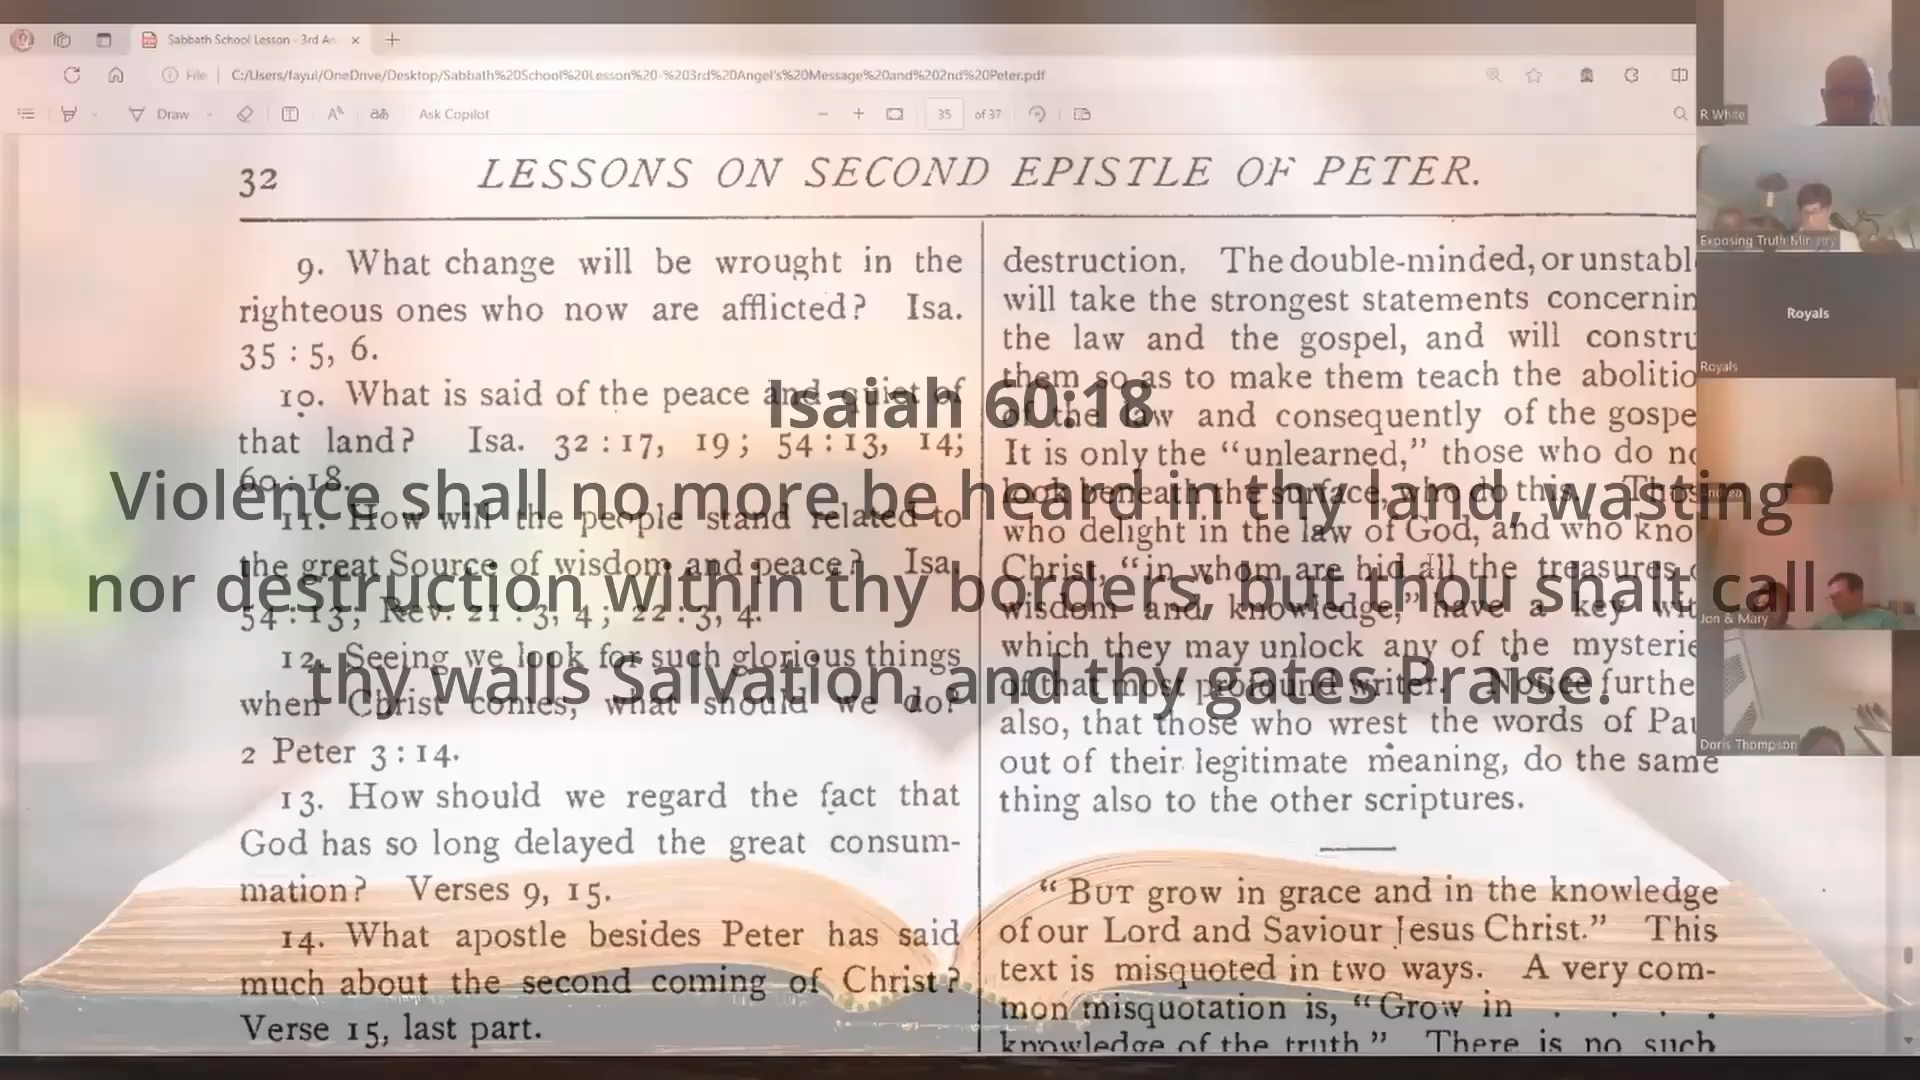 Sabbath School Lesson - 3rd An
File
C:/Users/fayul/OneDrive/Desktop/Sabbath%20School%20Lesson%20-%203rd%20Angel's%20Message%20and%202nd%20Peter.pdf
Draw
Ask Copilot
35 of 37
32 LESSONS ON SECOND EPISTLE OF PETER.
9. What change will be wrought in the
righteous ones who now are afflicted? Isa.
35 : 5, 6.
10. What is said of the peace and quiet of
that land? Isa. 32 : 17, 19 ; 54 : 13, 14;
60 : 18.
11. How will the people stand related to
the great Source of wisdom and peace? Isa.
54 : 13; Rev. 21 : 3, 4 ; 22 : 3, 4.
12. Seeing we look for such glorious things
when Christ comes, what should we do?
2 Peter 3 : 14.
13. How should we regard the fact that
God has so long delayed the great consum-
mation? Verses 9, 15.
14. What apostle besides Peter has said
much about the second coming of Christ?
Verse 15, last part.
destruction. The double-minded, or unstabl
will take the strongest statements concernin
the law and the gospel, and will constru
them so as to make them teach the abolitio
of the law and consequently of the gospe
It is only the “unlearned,” those who do no
look beneath the surface, who do this. Thos
who delight in the law of God, and who kno
Christ, “in whom are hid all the treasures o
wisdom and knowledge,” have a key wit
which they may unlock any of the mysterie
of that most profound writer. Notice furthe
also, that those who wrest the words of Pau
out of their legitimate meaning, do the same
thing also to the other scriptures.
“BUT grow in grace and in the knowledge
of our Lord and Saviour Jesus Christ.” This
text is misquoted in two ways. A very com-
mon misquotation is, “Grow in . . . .
knowledge of the truth” There is no such
Isaiah 60:18
Violence shall no more be heard in thy land, wasting
nor destruction within thy borders; but thou shalt call
thy walls Salvation, and thy gates Praise.
R White
Exposing Truth Ministry
Royals
Royals
Andrea
Jon & Mary
Doris Thompson